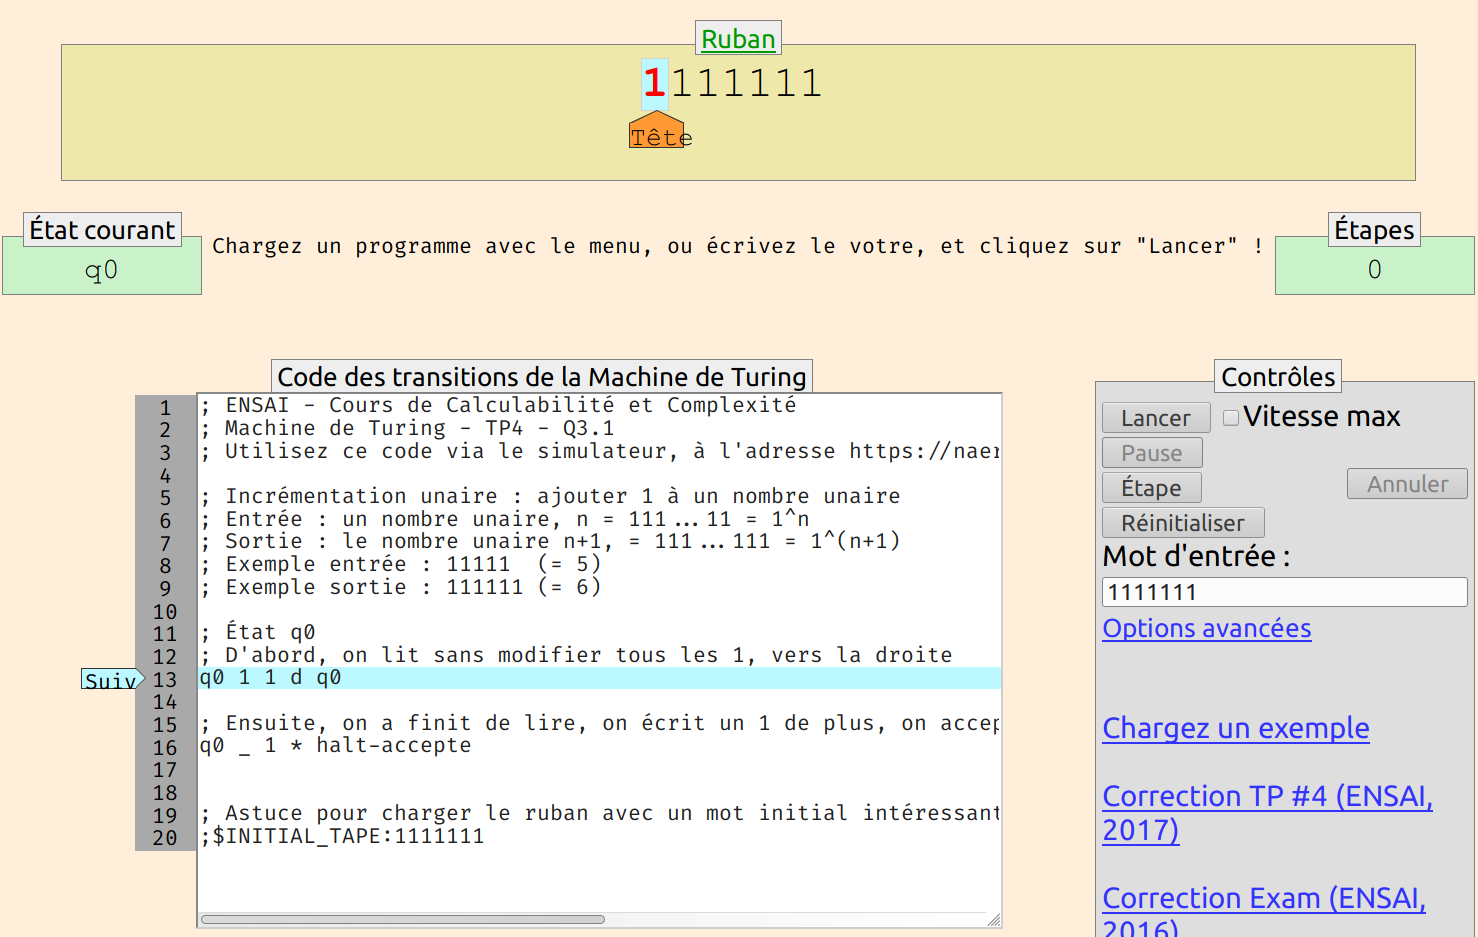 Ruban
1111111
Tête
État courant
q0
Chargez un programme avec le menu, ou écrivez le votre, et cliquez sur "Lancer" !
Étapes
0
Code des transitions de la Machine de Turing
1 ; ENSAI - Cours de Calculabilité et Complexité
2 ; Machine de Turing - TP4 - Q3.1
3 ; Utilisez ce code via le simulateur, à l'adresse https://naer
4
5 ; Incrémentation unaire : ajouter 1 à un nombre unaire
6 ; Entrée : un nombre unaire, n = 111...11 = 1^n
7 ; Sortie : le nombre unaire n+1, = 111...111 = 1^(n+1)
8 ; Exemple entrée : 11111  (= 5)
9 ; Exemple sortie : 111111 (= 6)
10
11 ; État q0
12 ; D'abord, on lit sans modifier tous les 1, vers la droite
Suiv 13 q0 1 1 d q0
14
15 ; Ensuite, on a finit de lire, on écrit un 1 de plus, on accep
16 q0 _ 1 * halt-accepte
17
18
19 ; Astuce pour charger le ruban avec un mot initial intéressant
20 ;$INITIAL_TAPE:1111111
Contrôles
Lancer Vitesse max
Pause
Étape Annuler
Réinitialiser
Mot d'entrée :
1111111
Options avancées
Chargez un exemple
Correction TP #4 (ENSAI,
2017)
Correction Exam (ENSAI,
2016)